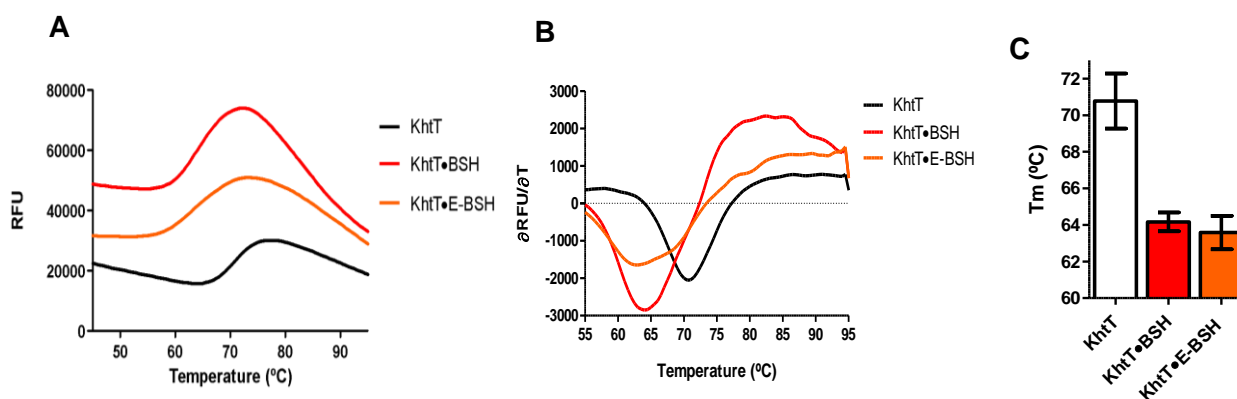 A
RFU
80000
60000
40000
20000
0
50 60 70 80 90
Temperature (ºC)
KhtT
KhtT•BSH
KhtT•E-BSH
B
∂RFU/∂T
3000
2000
1000
0
-1000
-2000
-3000
55 60 65 70 75 80 85 90 95
Temperature (ºC)
KhtT
KhtT•BSH
KhtT•E-BSH
C
Tm (ºC)
72
70
68
66
64
62
60
KhtT
KhtT•BSH
KhtT•E-BSH